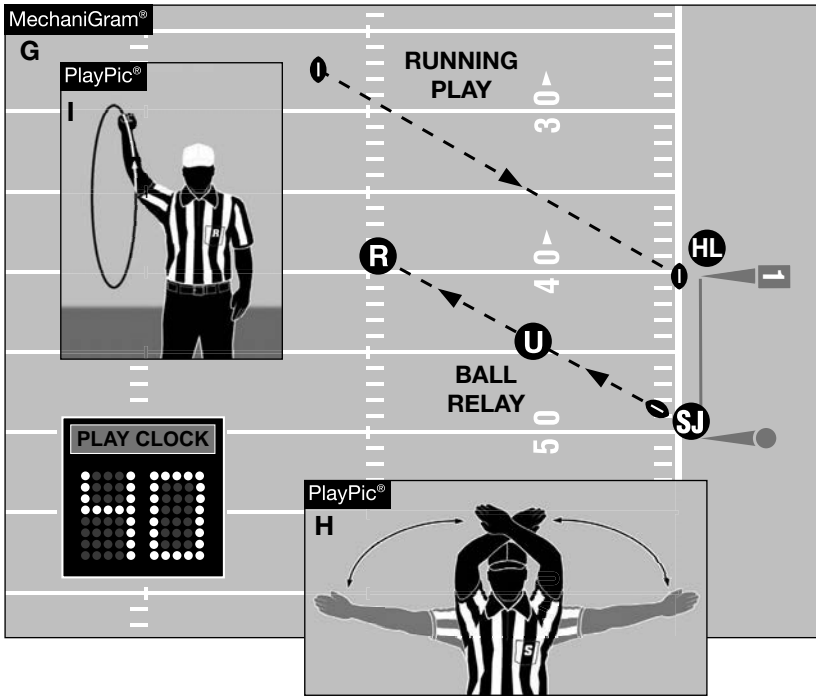 MechaniGram®
G
PlayPic®
I
R
RUNNING
PLAY
30
HL
1
R
40
U
BALL
RELAY
SJ
50
PLAY CLOCK
40
PlayPic®
H
S